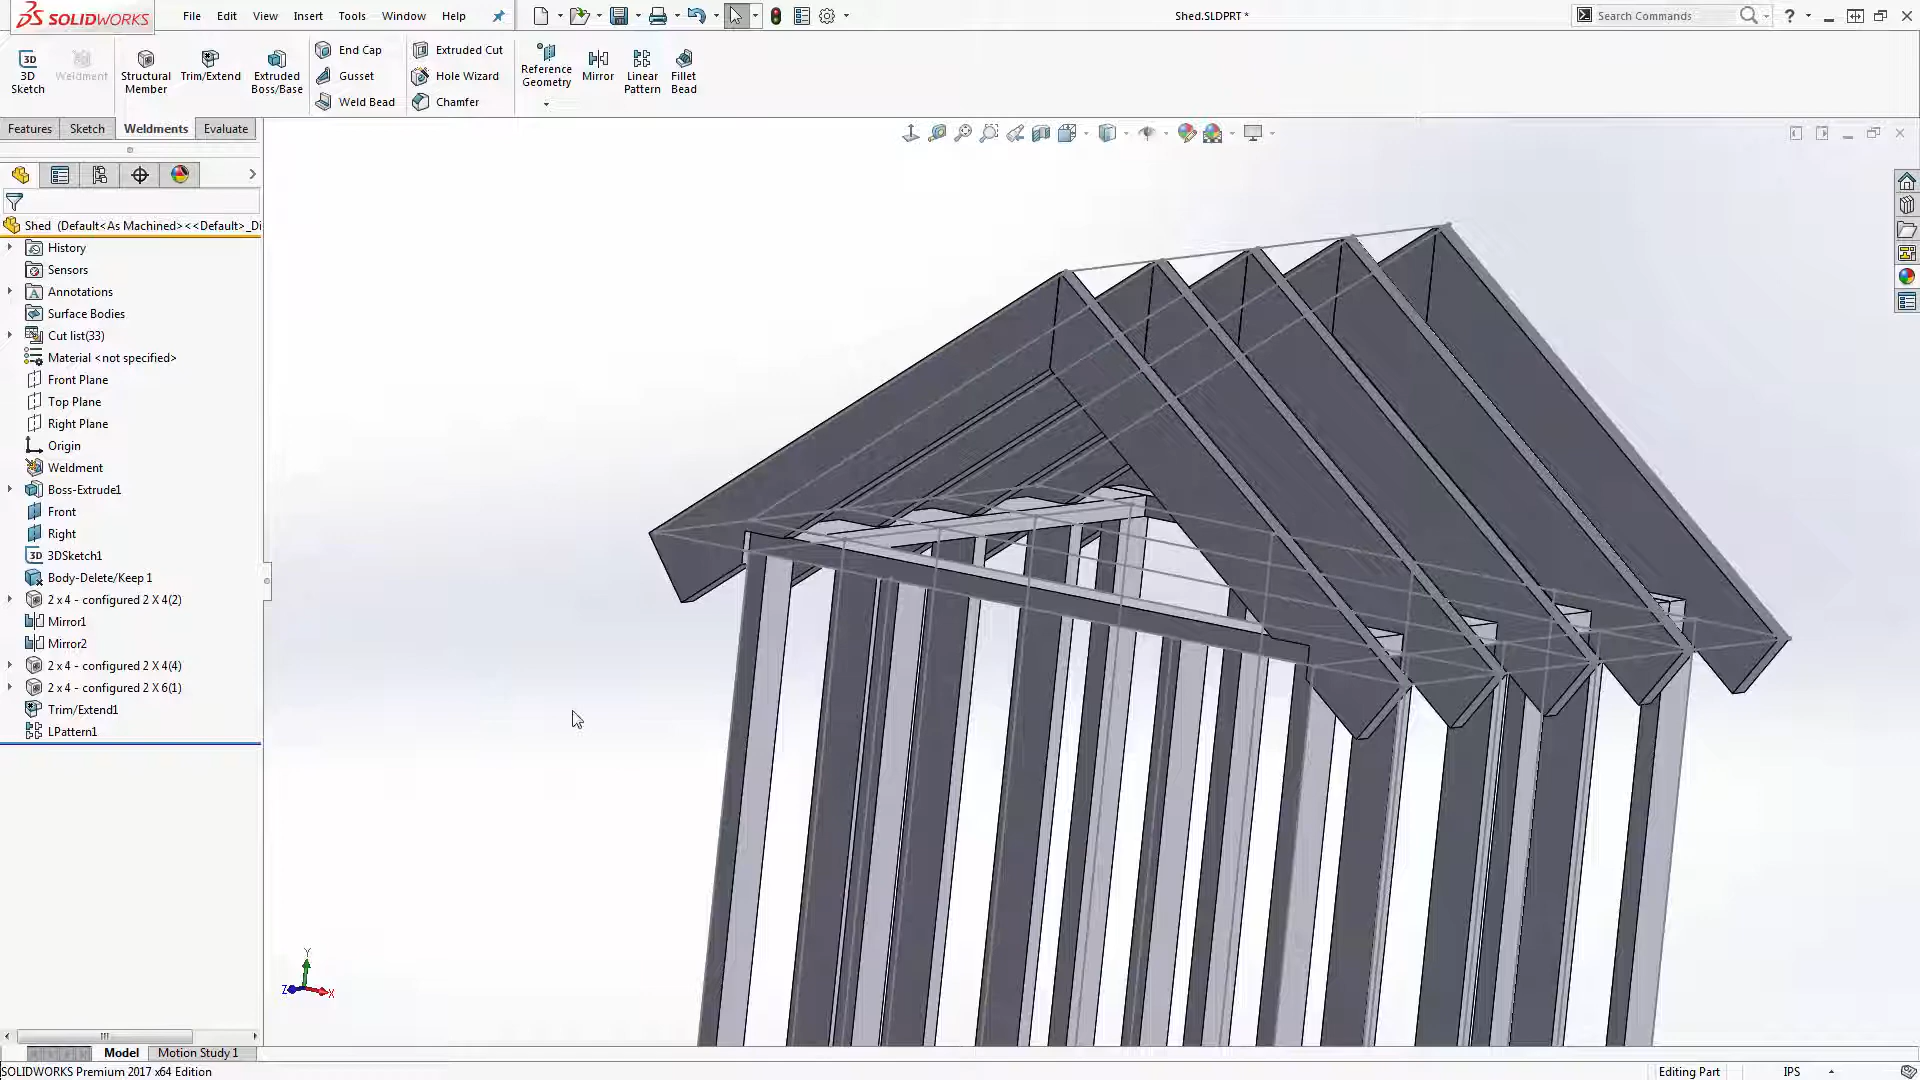 SOLIDWORKS
File Edit View Insert Tools Window Help
Shed.SLDPRT *
Search Commands
3D Sketch
Weldment
Structural Member
Trim/Extend
Extruded Boss/Base
End Cap
Gusset
Weld Bead
Extruded Cut
Hole Wizard
Chamfer
Reference Geometry
Mirror
Linear Pattern
Fillet Bead
Features Sketch Weldments Evaluate
Shed (Default<As Machined><<Default>_Di
History
Sensors
Annotations
Surface Bodies
Cut list(33)
Material <not specified>
Front Plane
Top Plane
Right Plane
Origin
Weldment
Boss-Extrude1
Front
Right
3DSketch1
Body-Delete/Keep 1
2 x 4 - configured 2 X 4(2)
Mirror1
Mirror2
2 x 4 - configured 2 X 4(4)
2 x 4 - configured 2 X 6(1)
Trim/Extend1
LPattern1
Y
Z X
Model Motion Study 1
SOLIDWORKS Premium 2017 x64 Edition
Editing Part IPS